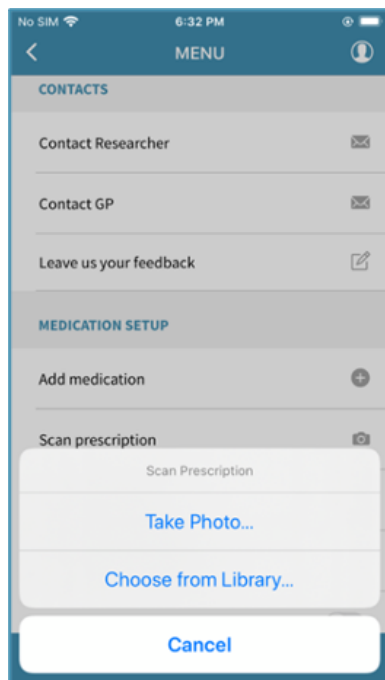 No SIM 6:32 PM
MENU
CONTACTS
Contact Researcher
Contact GP
Leave us your feedback
MEDICATION SETUP
Add medication
Scan prescription
Scan Prescription
Take Photo...
Choose from Library...
Cancel